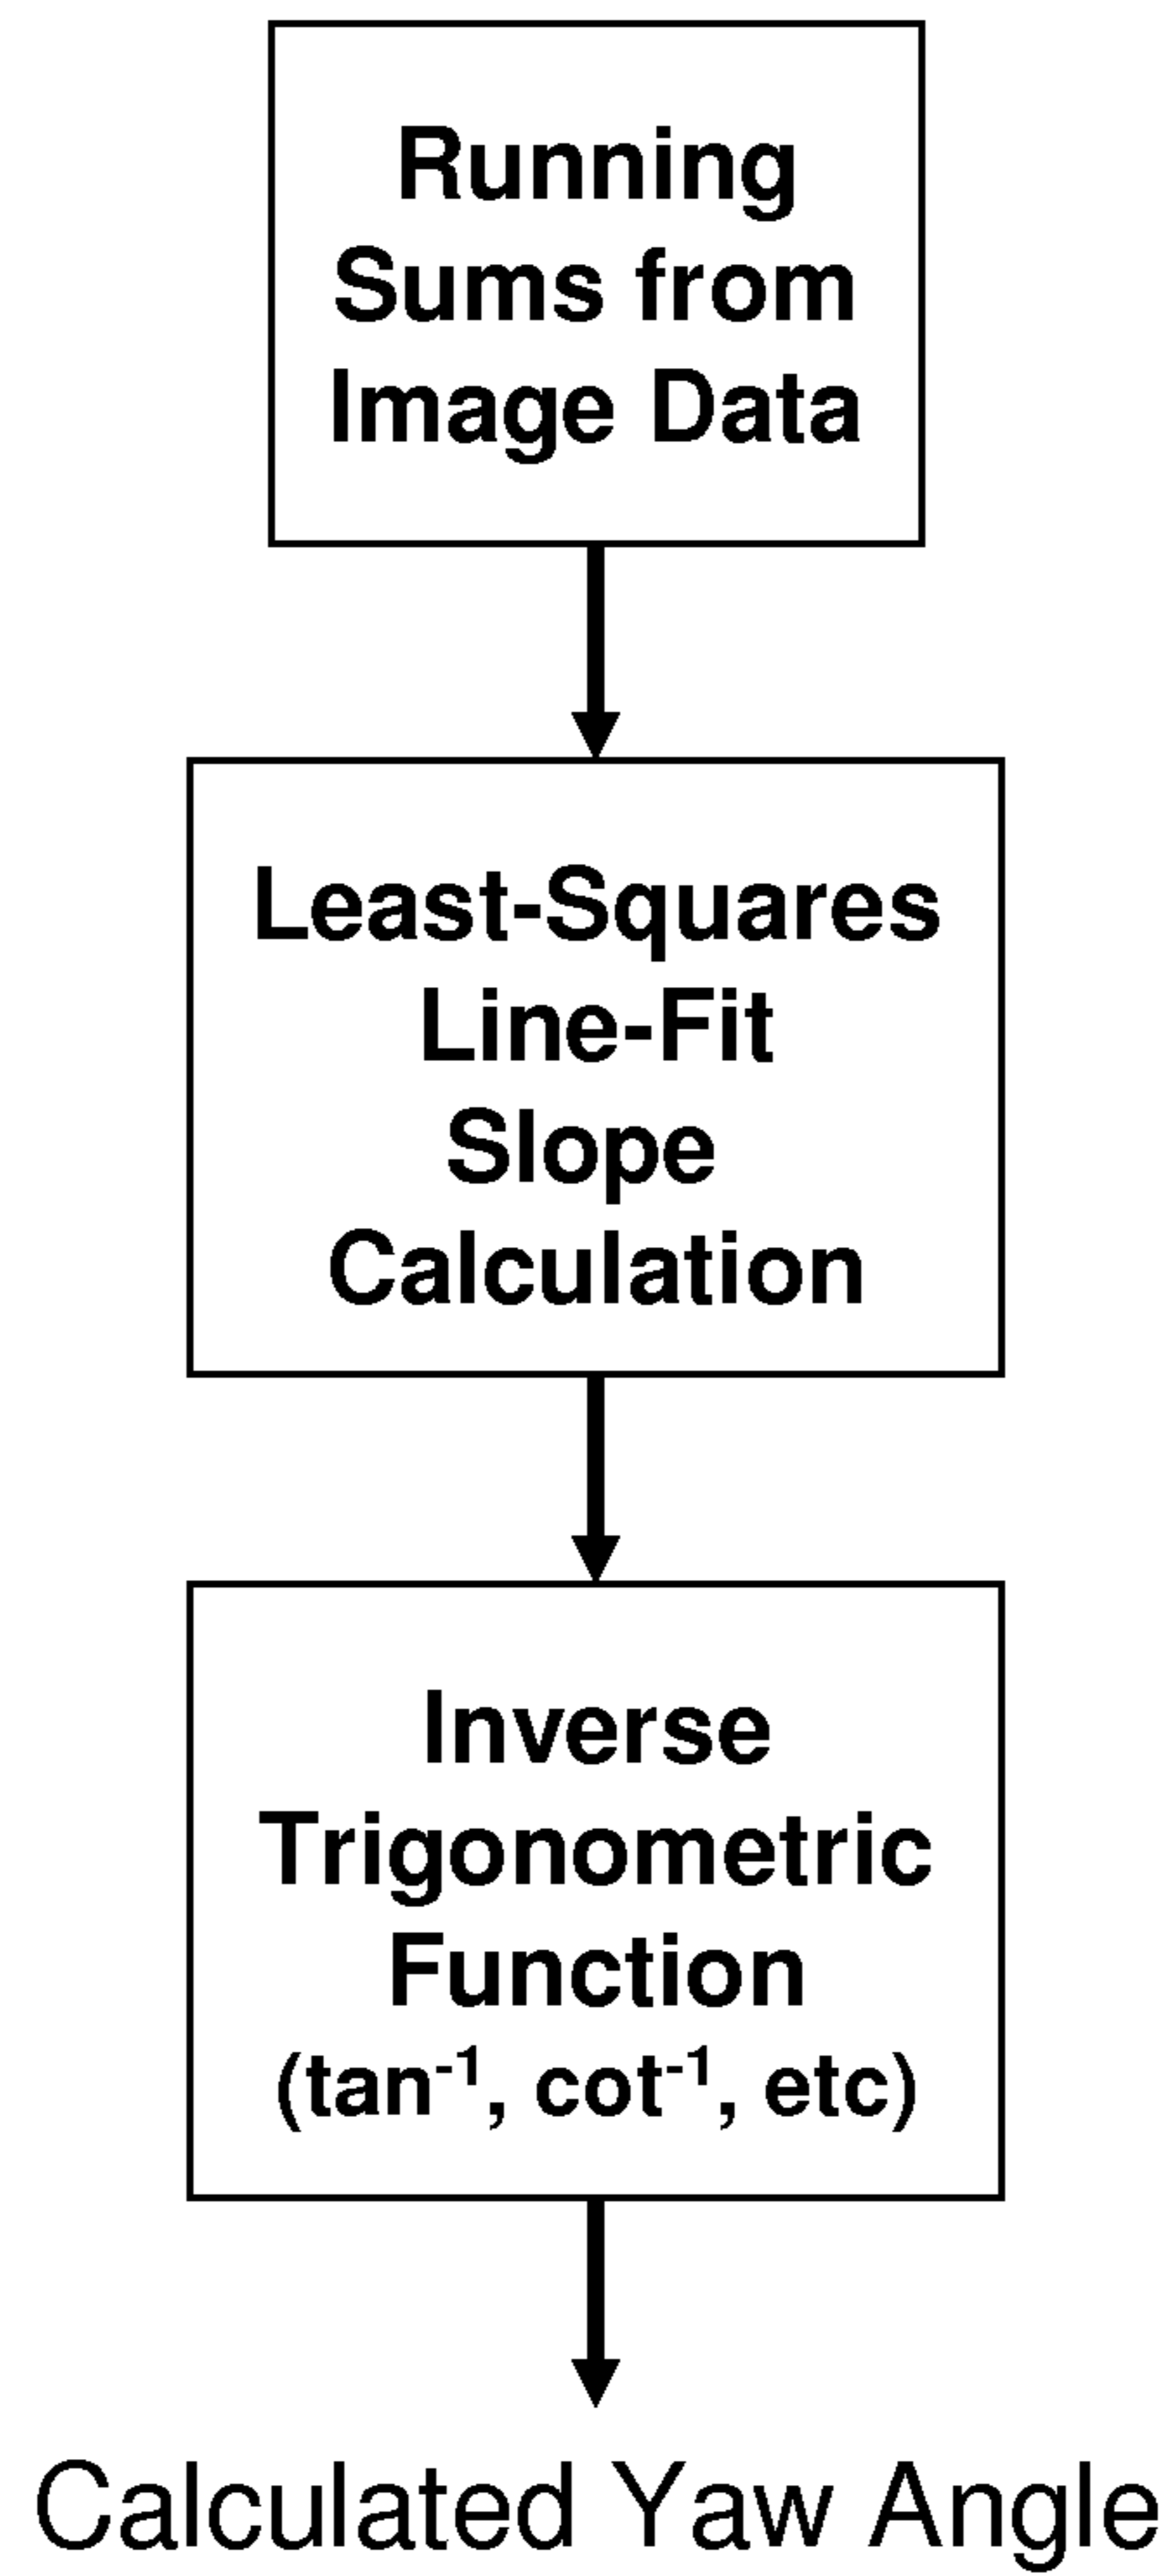 Running
Sums from
Image Data
Least-Squares
Line-Fit
Slope
Calculation
Inverse
Trigonometric
Function
(tan⁻¹, cot⁻¹, etc)
Calculated Yaw Angle